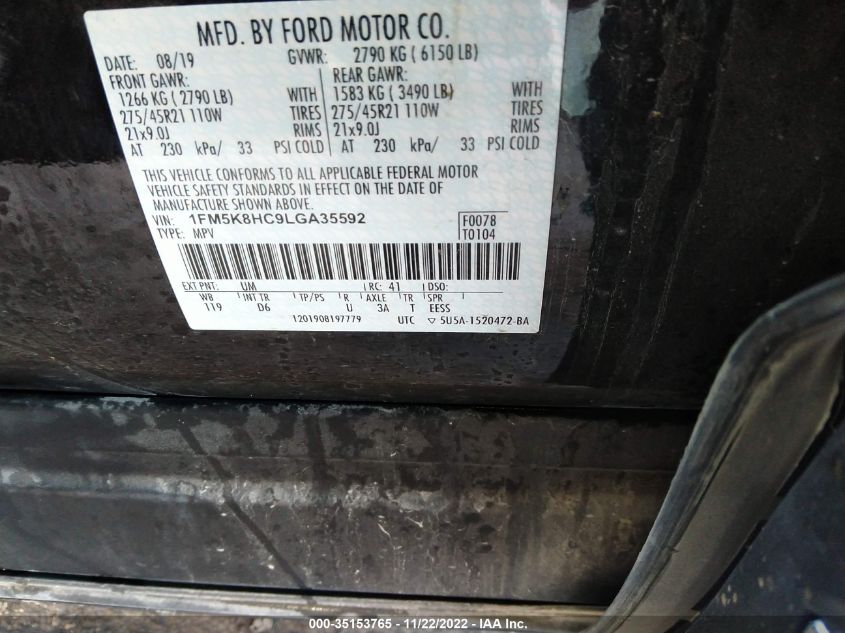 MFD. BY FORD MOTOR CO.
DATE: 08/19 GVWR: 2790 KG ( 6150 LB)
FRONT GAWR: REAR GAWR:
1266 KG ( 2790 LB) WITH 1583 KG ( 3490 LB) WITH
275/45R21 110W TIRES 275/45R21 110W TIRES
21x9.0J RIMS 21x9.0J RIMS
AT 230 kPa/ 33 PSI COLD AT 230 kPa/ 33 PSI COLD
THIS VEHICLE CONFORMS TO ALL APPLICABLE FEDERAL MOTOR
VEHICLE SAFETY STANDARDS IN EFFECT ON THE DATE OF
MANUFACTURE SHOWN ABOVE.
VIN: 1FM5K8HC9LGA35592 F0078
TYPE: MPV T0104
EXT PNT: UM RC: 41 DSO:
WB INT TR TP/PS R AXLE TR SPR
119 D6 U 3A T EESS
1201908197779 UTC ▽ 5U5A-1520472-BA
000-35153765 - 11/22/2022 - IAA Inc.